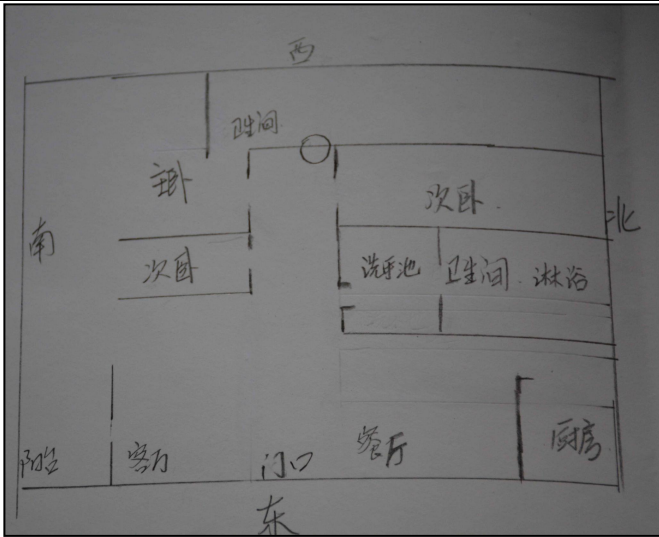 西
卫生间
主卧
次卧
北
南
次卧
洗手池 卫生间 淋浴
阳台 客厅 门口 餐厅 厨房
东